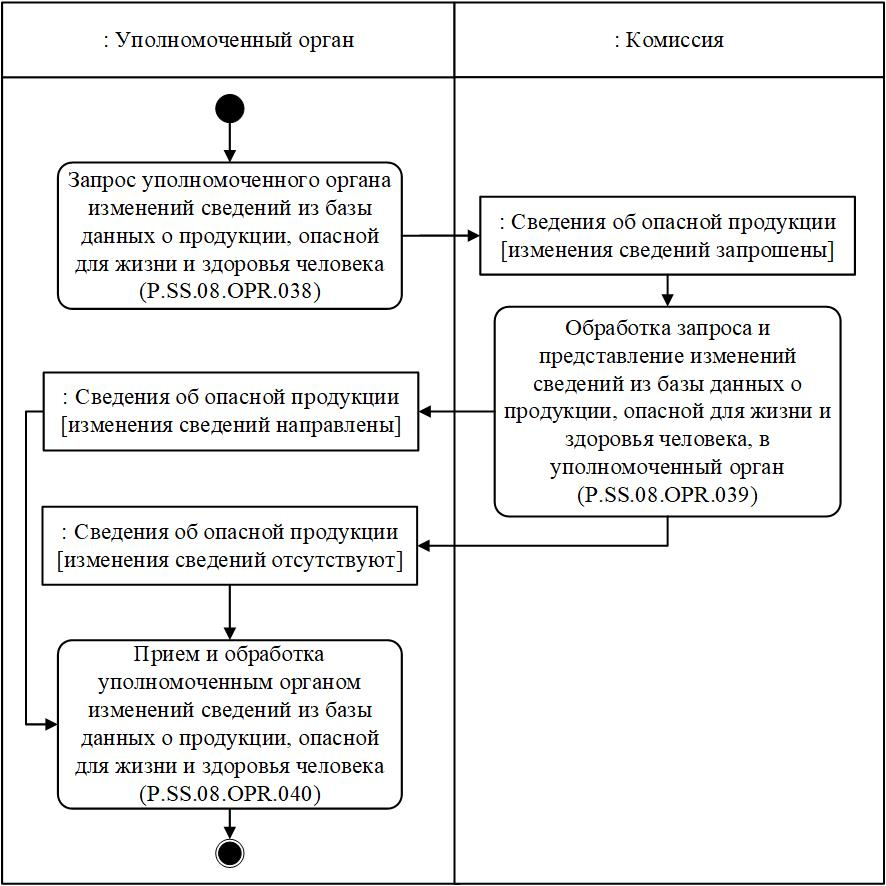 : Уполномоченный орган
: Комиссия
Запрос уполномоченного органа
изменений сведений из базы
данных о продукции, опасной
для жизни и здоровья человека
(P.SS.08.OPR.038)
: Сведения об опасной продукции
[изменения сведений запрошены]
Обработка запроса и
представление изменений
сведений из базы данных о
продукции, опасной для жизни и
здоровья человека, в
уполномоченный орган
(P.SS.08.OPR.039)
: Сведения об опасной продукции
[изменения сведений направлены]
: Сведения об опасной продукции
[изменения сведений отсутствуют]
Прием и обработка
уполномоченным органом
изменений сведений из базы
данных о продукции, опасной
для жизни и здоровья человека
(P.SS.08.OPR.040)